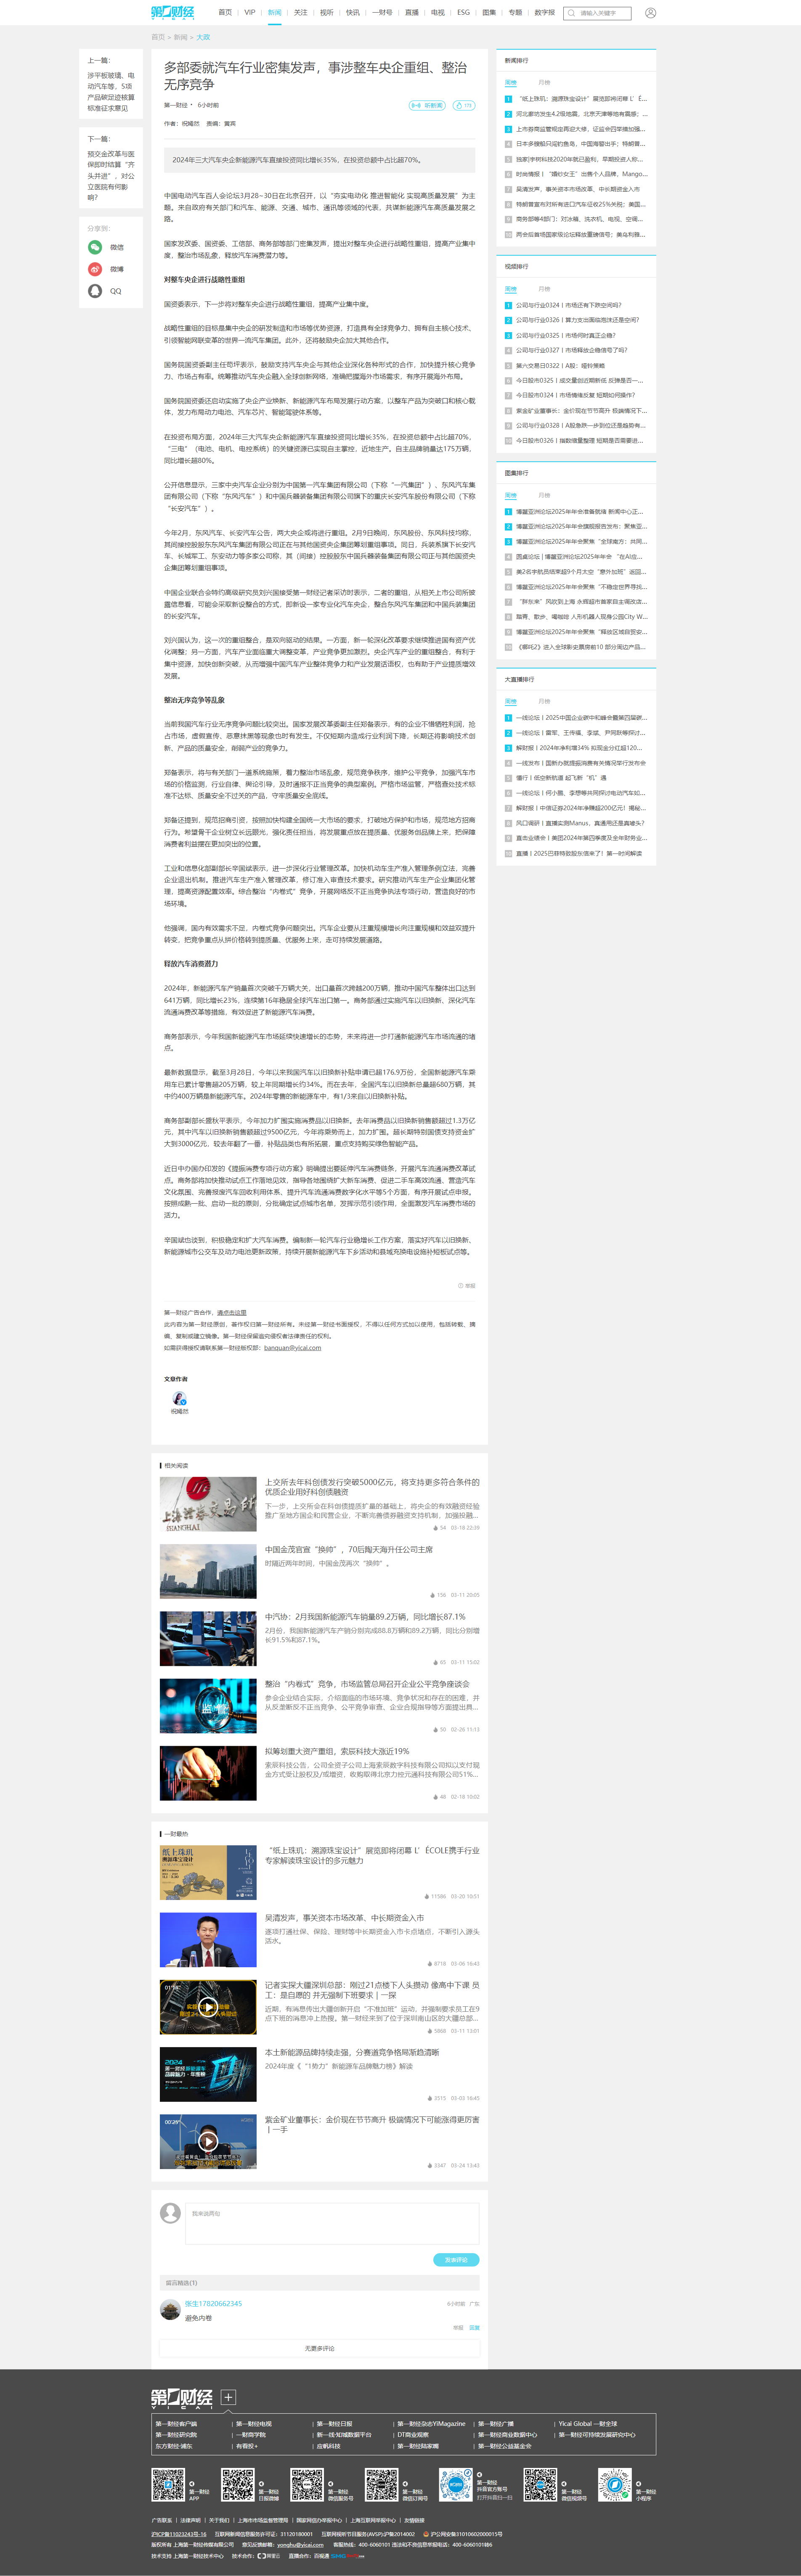 第一财经
YICAI
首页 | VIP | 新闻 | 关注 | 视听 | 快讯 | 一财号 | 直播 | 电视 | ESG | 图集 | 专题 | 数字报
请输入关键字
首页 > 新闻 > 大政
上一篇：
涉平板玻璃、电
动汽车等，5项
产品碳足迹核算
标准征求意见
下一篇：
预交金改革与医
保即时结算“齐
头并进”，对公
立医院有何影
响?
分享到：
微信
微博
QQ
多部委就汽车行业密集发声，事涉整车央企重组、整治
无序竞争
第一财经 • 6小时前
听新闻
作者：祝嫣然 责编：
2024年三大汽车央企新能源汽车直接投资同比增长35%，在投资总额中占比超70%。
中国电动汽车百人会论坛3月28~30日在北京召开，以“夯实电动化 推进智能化 实现高质量发展”为主
题。来自政府有关部门和汽车、能源、交通、城市、通讯等领域的代表，共谋新能源汽车高质量发展之
路。
国家发改委、国资委、工信部、商务部等部门密集发声，提出对整车央企进行战略性重组，提高产业集中
度，整治市场乱象，释放汽车消费潜力等。
对整车央企进行战略性重组
国资委表示，下一步将对整车央企进行战略性重组，提高产业集中度。
战略性重组的目标是集中央企的研发制造和市场等优势资源，打造具有全球竞争力、拥有自主核心技术、
引领智能网联变革的世界一流汽车集团。此外，还将鼓励央企加大其他合作。
国务院国资委副主任苟坪表示，鼓励支持汽车央企与其他企业深化各种形式的合作，加快提升核心竞争
力、市场占有率。统筹推动汽车央企融入全球创新网络、准确把握海外市场需求，有序开展海外布局。
国务院国资委还启动实施了央企产业焕新、新能源汽车布局发展行动方案，以整车产品为突破口和核心载
体，发力布局动力电池、汽车芯片，智能驾驶体系等。
在投资布局方面，2024年三大汽车央企新能源汽车直接投资同比增长35%，在投资总额中占比超70%，
“三电”（电池、电机、电控系统）的关键资源已实现自主掌控，近地生产。自主品牌销量达175万辆，
同比增长超80%。
公开信息显示，三家中央汽车企业分别为中国第一汽车集团有限公司（下称“一汽集团”）、东风汽车集
团有限公司（下称“东风汽车”）和中国兵器装备集团有限公司旗下的重庆长安汽车股份有限公司（下称
“长安汽车”）。
今年2月，东风汽车、长安汽车公告，两大央企或将进行重组。2月9日晚间，东风股份、东风科技均称，
其间接控股股东东风汽车集团有限公司正在与其他国资央企集团筹划重组事项。同日，兵装系旗下长安汽
车、长城军工、东安动力等多家公司称，其（间接）控股股东中国兵器装备集团有限公司正与其他国资央
企集团筹划重组事项。
中国企业联合会特约高级研究员刘兴国接受第一财经记者采访时表示，二者的重组，从相关上市公司所披
露信息看，可能会采取新设整合的方式，即新设一家专业化汽车央企，整合东风汽车集团和中国兵装集团
的长安汽车。
刘兴国认为，这一次的重组整合，是双向驱动的结果。一方面，新一轮深化改革要求继续推进国有资产优
化调整；另一方面，汽车产业面临重大调整变革，产业竞争更加激烈。央企汽车产业的重组整合，有利于
集中资源，加快创新突破，从而增强中国汽车产业整体竞争力和产业发展话语权，也有助于产业提质增效
发展。
整治无序竞争等乱象
当前我国汽车行业无序竞争问题比较突出。国家发展改革委副主任郑备表示，有的企业不惜牺牲利润，抢
占市场，虚假宣传、恶意抹黑等现象也时有发生。不仅短期内造成行业利润下降，长期还将影响技术创
新、产品的质量安全，削弱产业的竞争力。
郑备表示，将与有关部门一道系统施策，着力整治市场乱象，规范竞争秩序，维护公平竞争，加强汽车市
场的价格监测，行业自律、舆论引导，及时通报不正当竞争的典型案例。严格市场监管，严格查处技术标
准不达标、质量安全不过关的产品，守牢质量安全底线。
郑备还提到，规范招商引资，按照加快构建全国统一大市场的要求，打破地方保护和市场，规范地方招商
行为。希望骨干企业树立长远眼光，强化责任担当，将发展重点放在提质量、优服务创品牌上来，把保障
消费者利益摆在更加突出的位置。
工业和信息化部副部长辛国斌表示，进一步深化行业管理改革。加快机动车生产准入管理条例立法，完善
企业退出机制。推进汽车生产准入管理改革，修订准入审查技术要求。研究推动汽车生产企业集团化管
理，提高资源配置效率。综合整治“内卷式”竞争，开展网络反不正当竞争执法专项行动，营造良好的市
场环境。
他强调，国内有效需求不足，内卷式竞争问题突出。汽车企业要从注重规模增长向注重规模和效益双提升
转变，把竞争重点从拼价格转到提质量、优服务上来，走可持续发展道路。
释放汽车消费潜力
2024年，新能源汽车产销量首次突破千万辆大关，出口量首次跨越200万辆，推动中国汽车整体出口达到
641万辆，同比增长23%，连续第16年稳居全球汽车出口第一。商务部通过实施汽车以旧换新、深化汽车
流通消费改革等措施，有效促进了新能源汽车消费。
商务部表示，今年我国新能源汽车市场延续快速增长的态势，未来将进一步打通新能源汽车市场流通的堵
点。
最新数据显示，截至3月28日，今年以来我国汽车以旧换新补贴申请已超176.9万份，全国新能源汽车乘
用车已累计零售超205万辆，较上年同期增长约34%。而在去年，全国汽车以旧换新总量超680万辆，其
中约400万辆是新能源汽车。2024年零售的新能源车中，有1/3来自以旧换新补贴。
商务部副部长盛秋平表示，今年加力扩围实施消费品以旧换新。去年消费品以旧换新销售额超过1.3万亿
元，其中汽车以旧换新销售额超过9500亿元，今年将乘势而上，加力扩围。超长期特别国债支持资金扩
大到3000亿元，较去年翻了一番，补贴品类也有所拓展，重点支持购买绿色智能产品。
近日中办国办印发的《提振消费专项行动方案》明确提出要延伸汽车消费链条，开展汽车流通消费改革试
点。商务部将加快推动试点工作落地见效，指导各地围绕扩大新车消费，促进二手车高效流通，营造汽车
文化氛围、完善报废汽车回收利用体系、提升汽车流通消费数字化水平等5个方面，有序开展试点申报。
按照成熟一批、启动一批的原则，分批确定试点城市名单，发挥示范引领作用，全面激发汽车消费市场的
活力。
辛国斌也谈到，积极稳定和扩大汽车消费。编制新一轮汽车行业稳增长工作方案，落实好汽车以旧换新、
新能源城市公交车及动力电池更新政策，持续开展新能源汽车下乡活动和县域充换电设施补短板试点等。
举报
第一财经广告合作，请点击这里
此内容为第一财经原创，著作权归第一财经所有。未经第一财经书面授权，不得以任何方式加以使用，包括转载、摘
编、复制或建立镜像。第一财经保留追究侵权者法律责任的权利。
如需获得授权请联系第一财经版权部：banquan@yicai.com
文章作者
祝嫣然
相关阅读
上交所去年科创债发行突破5000亿元，将支持更多符合条件的
优质企业用好科创债融资
下一步，上交所会在科创债提质扩量的基础上，将央企的有效融资经验
推广至地方国企和民营企业，不断完善债券融资支持机制，加强投融...
54 03-18 22:39
中国金茂官宣“换帅”，70后陶天海升任公司主席
时隔近两年时间，中国金茂再次“换帅”。
156 03-11 20:05
中汽协：2月我国新能源汽车销量89.2万辆，同比增长87.1%
2月份，我国新能源汽车产销分别完成88.8万辆和89.2万辆，同比分别增
长91.5%和87.1%。
65 03-11 15:02
整治“内卷式”竞争，市场监管总局召开企业公平竞争座谈会
参会企业结合实际，介绍面临的市场环境、竞争状况和存在的困难，并
从反垄断反不正当竞争，公平竞争审查、企业合规指导等方面提出具...
50 02-26 11:13
拟筹划重大资产重组，索辰科技大涨近19%
索辰科技公告，公司全资子公司上海索辰数字科技有限公司拟以支付现
金方式受让股权及/或增资，收购取得北京力控元通科技有限公司51%...
48 02-18 10:02
一财最热
“纸上珠玑：溯源珠宝设计”展览即将闭幕 L’ÉCOLE携手行业
专家解读珠宝设计的多元魅力
11586 03-20 10:51
吴清发声，事关资本市场改革、中长期资金入市
逐项打通社保、保险、理财等中长期资金入市卡点堵点，不断引入源头
活水。
8718 03-06 16:43
记者实探大疆深圳总部：刚过21点楼下人头攒动 像高中下课 员
工：是自愿的 并无强制下班要求 | 一探
近期，有消息传出大疆创新开启“不准加班”运动，并强制要求员工在9
点下班的消息冲上热搜。第一财经来到了位于深圳南山区的大疆总部...
5868 03-11 13:01
本土新能源品牌持续走强，分赛道竞争格局渐趋清晰
2024年度《“1势力”新能源车品牌魅力榜》解读
3515 03-03 16:45
紫金矿业董事长：金价现在节节高升 极端情况下可能涨得更厉害
| 一手
3347 03-24 13:43
我来说两句
发表评论
留言精选(1)
张生17820662345
6小时前 广东
避免内卷
举报 回复
无更多评论
新闻排行
周榜 月榜
1 “纸上珠玑：溯源珠宝设计”展览即将闭幕 L’É...
2 河北廊坊发生4.2级地震，北京天津等地有震感；...
3 上市券商监管规定再迎大修，证监会四举措加强...
4 日本多艘艇只闯钓鱼岛，中国海警出手；特朗普...
5 独家|宇树科技2020年就已盈利，早期投资人称...
6 时尚情报丨“婚纱女王”出售个人品牌，Mango...
7 吴清发声，事关资本市场改革、中长期资金入市
8 特朗普宣布对所有进口汽车征收25%关税；美国...
9 商务部等4部门：对冰箱、洗衣机、电视、空调...
10 两会后首场国家级论坛释放重磅信号；美乌利雅...
视频排行
周榜 月榜
1 公司与行业0324丨市场还有下跌空间吗？
2 公司与行业0326丨算力支出面临泡沫还是空间？
3 公司与行业0325丨市场何时真正企稳？
4 公司与行业0327丨市场释放企稳信号了吗？
5 第六交易日0322丨A股：哑铃策略
6 今日股市0325丨成交量创近期新低 反弹是否一...
7 今日股市0324丨市场情绪反复 短期如何操作？
8 紫金矿业董事长：金价现在节节高升 极端情况下...
9 公司与行业0328丨A股急跌一步到位还是趋势有...
10 今日股市0326丨指数缩量整理 短期是否需要进...
图集排行
周榜 月榜
1 博鳌亚洲论坛2025年年会准备就绪 新闻中心正...
2 博鳌亚洲论坛2025年年会旗舰报告发布：聚焦亚...
3 博鳌亚洲论坛2025年年会聚焦“全球南方：共同...
4 圆桌论坛 | 博鳌亚洲论坛2025年年会 “在AI应...
5 美2名宇航员结束超9个月太空“意外加班”返回...
6 博鳌亚洲论坛2025年年会聚焦“不稳定世界寻找...
7 “胖东来”风吹到上海 永辉超市首家自主调改店...
8 踏青、散步、喝咖啡 人形机器人现身公园City W...
9 博鳌亚洲论坛2025年年会聚焦“释放区域自贸安...
10 《哪吒2》进入全球影史票房前10 部分周边产品...
大直播排行
周榜 月榜
1 一线论坛丨2025中国企业碳中和峰会暨第四届碳...
2 一线论坛丨雷军、王传福、李斌、尹同跃等探讨...
3 解财报丨2024年净利增34% 拟现金分红超120...
4 一线发布丨国新办就提振消费有关情况举行发布会
5 懂行丨低空新航道 起飞新“机”遇
6 一线论坛丨何小鹏、李想等共同探讨电动汽车如...
7 解财报丨中信证券2024年净赚超200亿元！揭秘...
8 风口调研丨直播实测Manus，真通用还是真噱头？
9 直击业绩会丨美团2024年第四季度及全年财务业...
10 直播丨2025巴菲特致股东信来了！第一时间解读
第一财经
YICAI
第一财经客户端 | 第一财经电视 | 第一财经日报 | 第一财经杂志YiMagazine | 第一财经广播 | Yicai Global 一财全球
第一财经研究院 | 一财商学院 | 新一线·知城数据平台 | DT商业观察 | 第一财经商业数据中心 | 第一财经可持续发展研究中心
东方财经·浦东 | 有看投+ | 应帆科技 | 第一财经陆家嘴 | 第一财经公益基金会
第一财经
APP
第一财经
日报微博
第一财经
微信服务号
第一财经
微信订阅号
第一财经
抖音官方账号
打开抖音扫一扫
第一财经
微信视频号
第一财经
小程序
广告联系 | 法律声明 | 关于我们 | 上海市市场监督管理局 | 国家网信办举报中心 | 上海互联网举报中心 | 友情链接
沪ICP备11023243号-16 互联网新闻信息服务许可证：31120180001 互联网视听节目服务(AVSP):沪备2014002 沪公网安备31010602000015号
版权所有 上海第一财经传媒有限公司 意见反馈邮箱：yonghu@yicai.com 客服热线：400-6060101 违法和不良信息举报电话：400-6060101转6
技术支持 上海第一财经技术中心 技术合作： 阿里云 直播合作：百视通